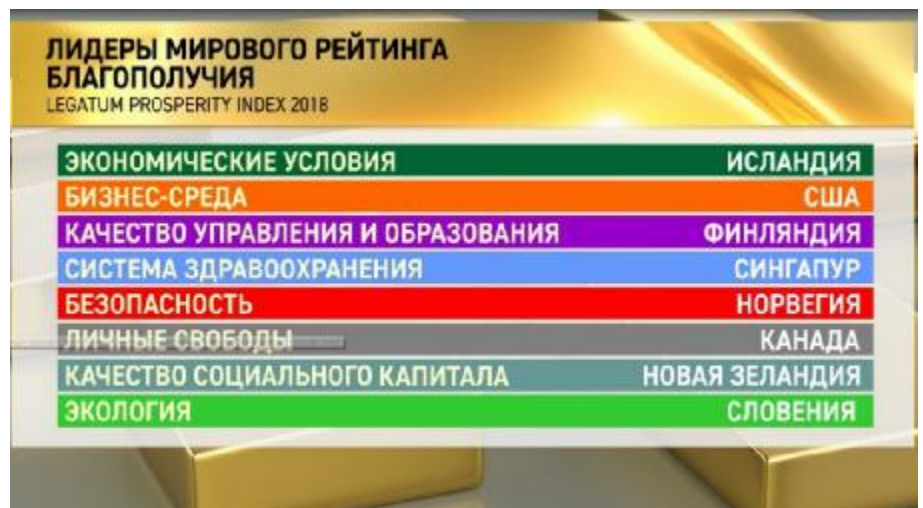 ЛИДЕРЫ МИРОВОГО РЕЙТИНГА
БЛАГОПОЛУЧИЯ
LEGATUM PROSPERITY INDEX 2018
ЭКОНОМИЧЕСКИЕ УСЛОВИЯ ИСЛАНДИЯ
БИЗНЕС-СРЕДА США
КАЧЕСТВО УПРАВЛЕНИЯ И ОБРАЗОВАНИЯ ФИНЛЯНДИЯ
СИСТЕМА ЗДРАВООХРАНЕНИЯ СИНГАПУР
БЕЗОПАСНОСТЬ НОРВЕГИЯ
ЛИЧНЫЕ СВОБОДЫ КАНАДА
КАЧЕСТВО СОЦИАЛЬНОГО КАПИТАЛА НОВАЯ ЗЕЛАНДИЯ
ЭКОЛОГИЯ СЛОВЕНИЯ